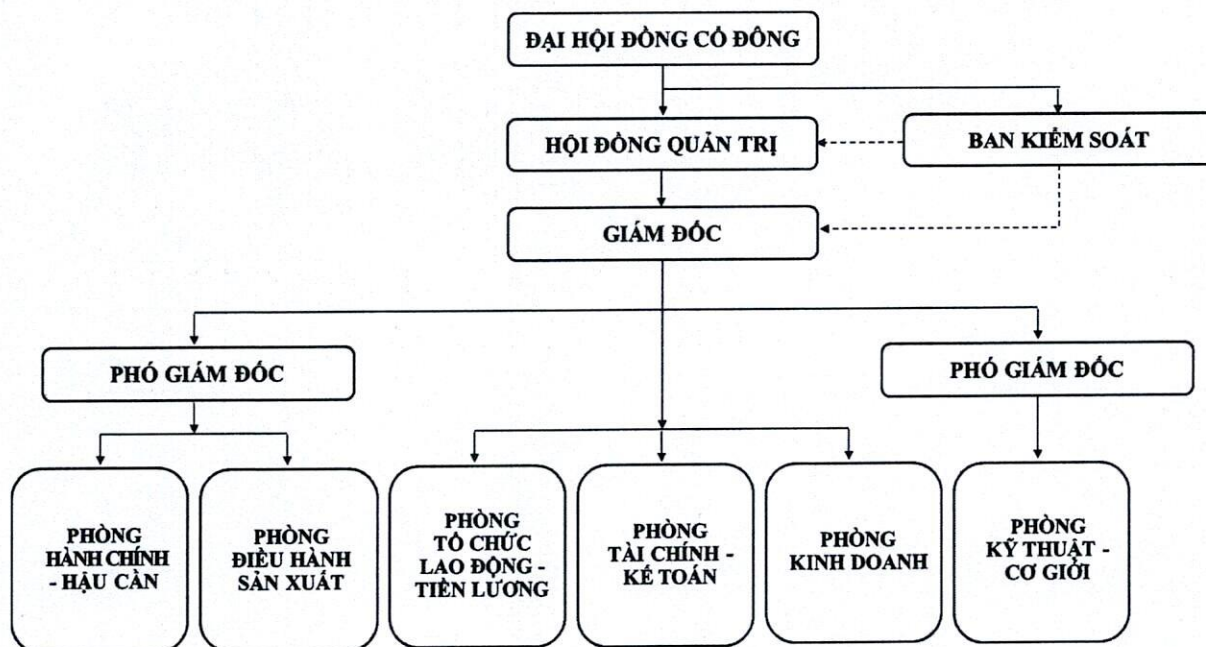 ĐẠI HỘI ĐỒNG CỔ ĐÔNG
HỘI ĐỒNG QUẢN TRỊ
BAN KIỂM SOÁT
GIÁM ĐỐC
PHÓ GIÁM ĐỐC
PHÓ GIÁM ĐỐC
PHÒNG
HÀNH CHÍNH
- HẬU CẦN
PHÒNG
ĐIỀU HÀNH
SẢN XUẤT
PHÒNG
TỔ CHỨC
LAO ĐỘNG -
TIỀN LƯƠNG
PHÒNG
TÀI CHÍNH -
KẾ TOÁN
PHÒNG
KINH DOANH
PHÒNG
KỸ THUẬT -
CƠ GIỚI